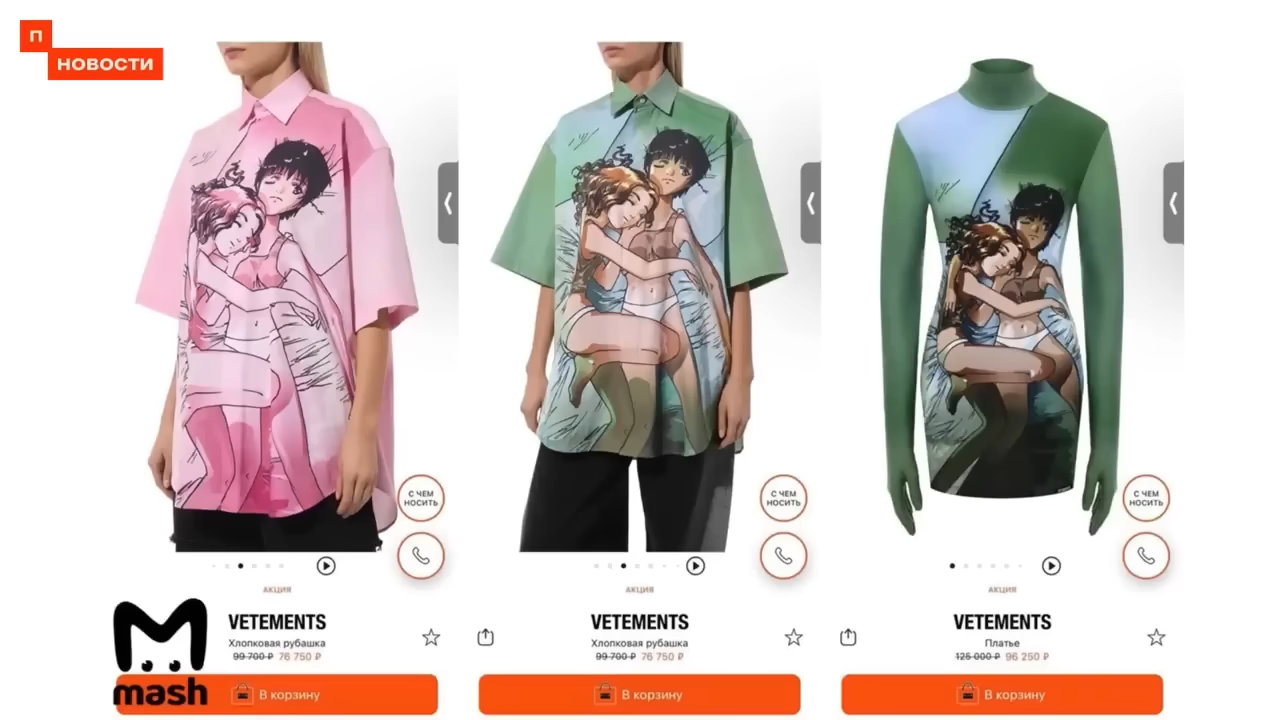 П
НОВОСТИ
С ЧЕМ
НОСИТЬ
АКЦИЯ
VETEMENTS
Хлопковая рубашка
99 700 ₽ 76 750 ₽
В корзину
mash
С ЧЕМ
НОСИТЬ
АКЦИЯ
VETEMENTS
Хлопковая рубашка
99 700 ₽ 76 750 ₽
В корзину
С ЧЕМ
НОСИТЬ
АКЦИЯ
VETEMENTS
Платье
125 000 ₽ 96 250 ₽
В корзину